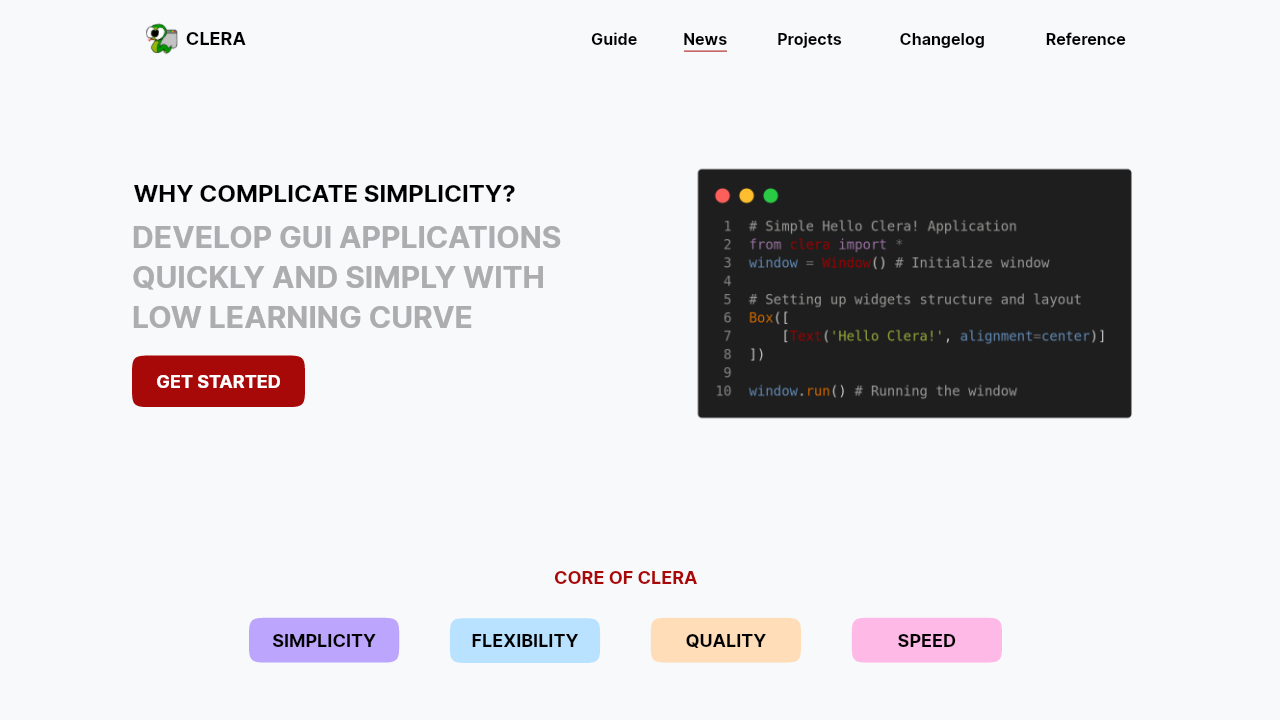 CLERA
Guide
News
Projects
Changelog
Reference
WHY COMPLICATE SIMPLICITY?
DEVELOP GUI APPLICATIONS
QUICKLY AND SIMPLY WITH
LOW LEARNING CURVE
GET STARTED
1 # Simple Hello Clera! Application
2 from clera import *
3 window = Window() # Initialize window
4
5 # Setting up widgets structure and layout
6 Box([
7     [Text('Hello Clera!', alignment=center)]
8 ])
9
10 window.run() # Running the window
CORE OF CLERA
SIMPLICITY
FLEXIBILITY
QUALITY
SPEED